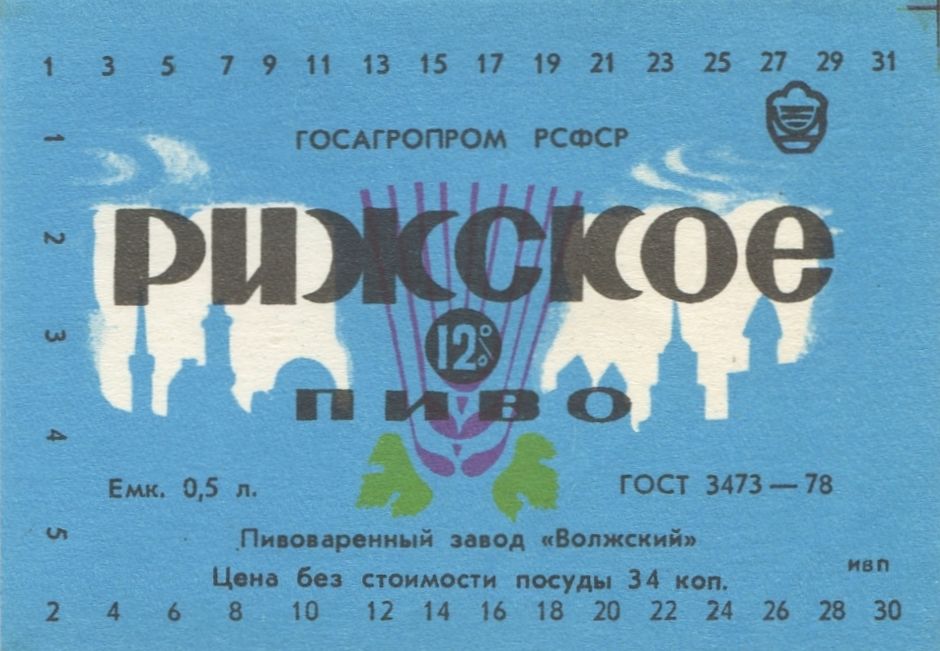 1 3 5 7 9 11 13 15 17 19 21 23 25 27 29 31
ГОСАГРОПРОМ РСФСР
1
РИЖСКОЕ
2
12%
3
ПИВО
4
Емк. 0,5 л.
ГОСТ 3473—78
5
Пивоваренный завод «Волжский»
ивп
Цена без стоимости посуды 34 коп.
2 4 6 8 10 12 14 16 18 20 22 24 26 28 30